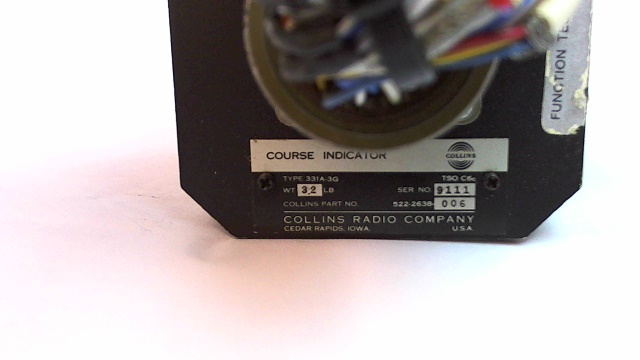 FUNCTION TE
COURSE INDICATOR
COLLINS
TYPE 331A-3G TSO C6c
WT 3.2 LB SER NO. 9111
COLLINS PART NO. 522-2638-006
COLLINS RADIO COMPANY
CEDAR RAPIDS, IOWA. U.S.A.